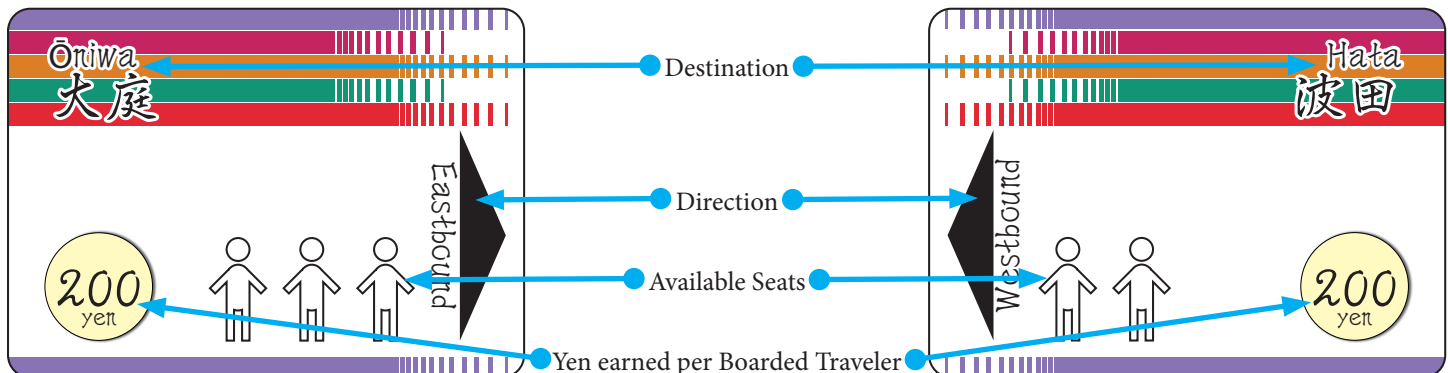 Ōniwa
大庭
Eastbound
200
yen
Destination
Direction
Available Seats
Yen earned per Boarded Traveler
Hata
波田
Westbound
200
yen